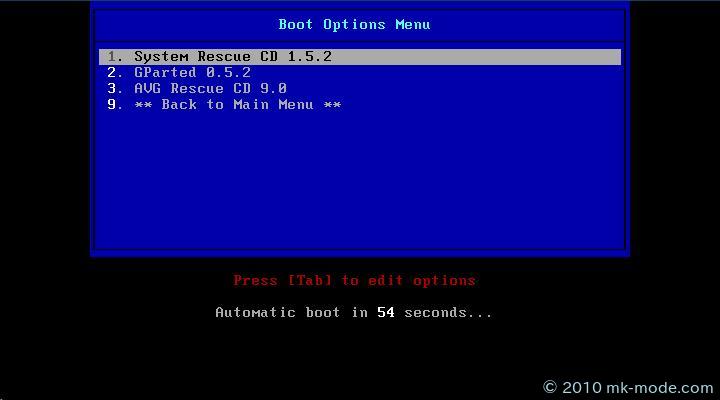 Boot Options Menu
1. System Rescue CD 1.5.2
2. GParted 0.5.2
3. AVG Rescue CD 9.0
9. ** Back to Main Menu **
Press [Tab] to edit options
Automatic boot in 54 seconds...
© 2010 mk-mode.com